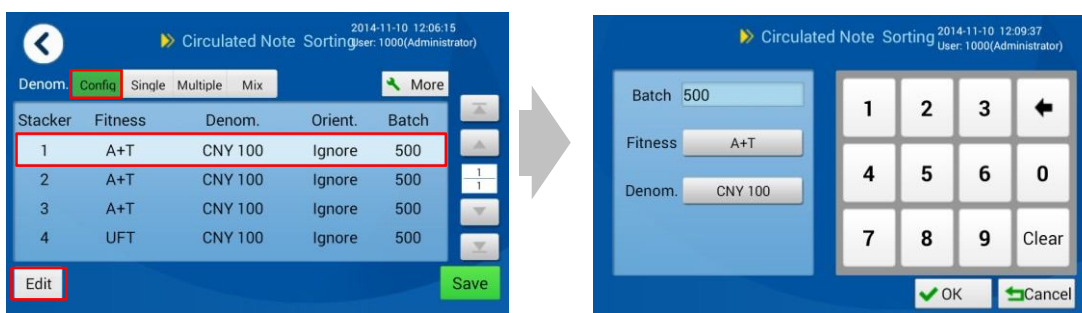 2014-11-10 12:06:15
Circulated Note Sorting User: 1000(Administrator)
Denom. Config Single Multiple Mix More
Stacker Fitness Denom. Orient. Batch
1 A+T CNY 100 Ignore 500
2 A+T CNY 100 Ignore 500
3 A+T CNY 100 Ignore 500
4 UFT CNY 100 Ignore 500
1
1
Edit Save
2014-11-10 12:09:37
Circulated Note Sorting User: 1000(Administrator)
Batch 500
Fitness A+T
Denom. CNY 100
1 2 3
4 5 6 0
7 8 9 Clear
OK Cancel